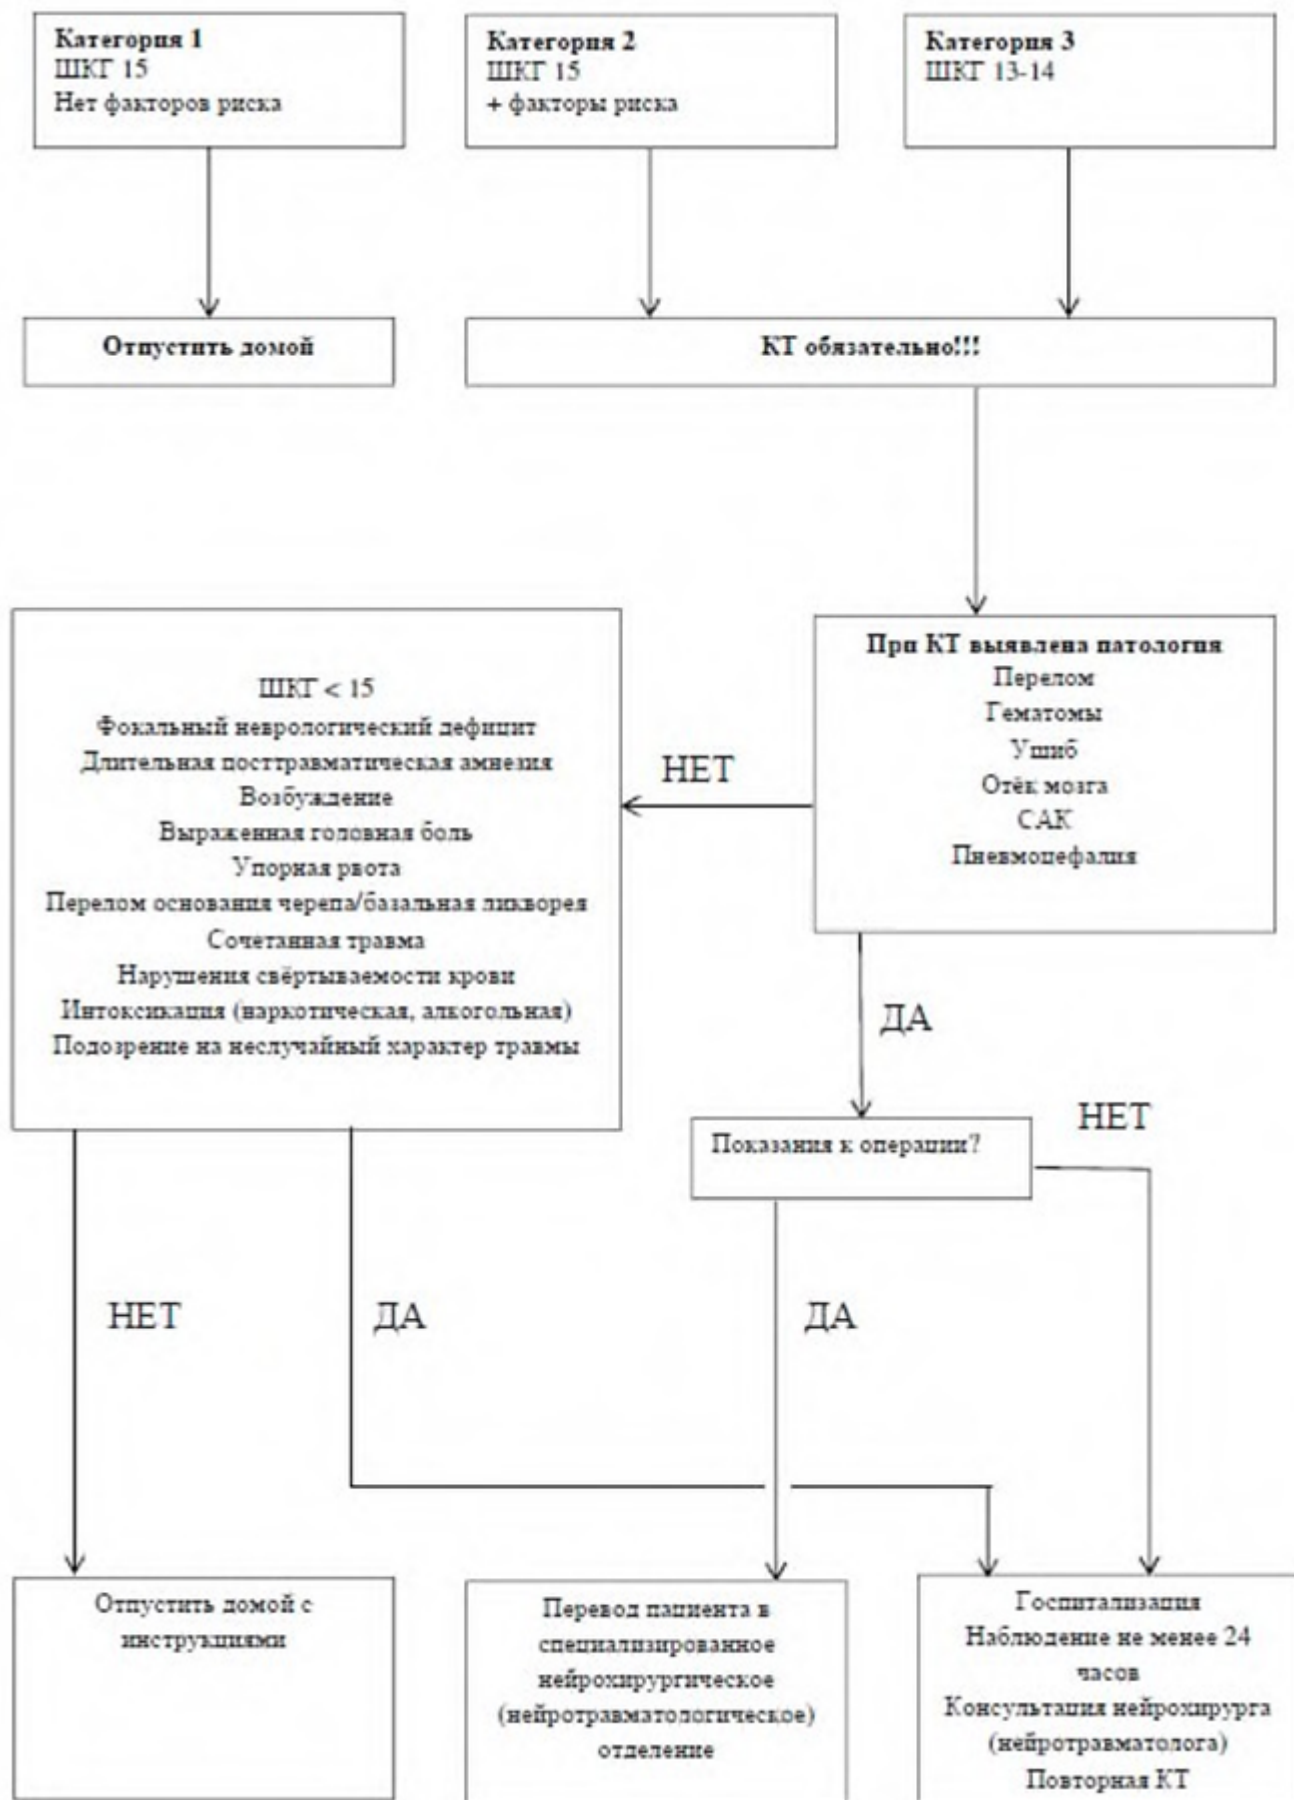 Категория 1
ШКГ 15
Нет факторов риска
Категория 2
ШКГ 15
+ факторы риска
Категория 3
ШКГ 13-14
Отпустить домой
КТ обязательно!!!
При КТ выявлена патология
Перелом
Гематомы
Ушиб
Отёк мозга
САК
Пневмоцефалия
НЕТ
ШКГ < 15
Фокальный неврологический дефицит
Длительная посттравматическая амнезия
Возбуждение
Выраженная головная боль
Упорная рвота
Перелом основания черепа/базальная ликворея
Сочетанная травма
Нарушения свёртываемости крови
Интоксикация (наркотическая, алкогольная)
Подозрение на неслучайный характер травмы
ДА
Показания к операции?
НЕТ
НЕТ
ДА
ДА
Отпустить домой с
инструкциями
Перевод пациента в
специализированное
нейрохирургическое
(нейротравматологическое)
отделение
Госпитализация
Наблюдение не менее 24
часов
Консультация нейрохирурга
(нейротравматолога)
Повторная КТ